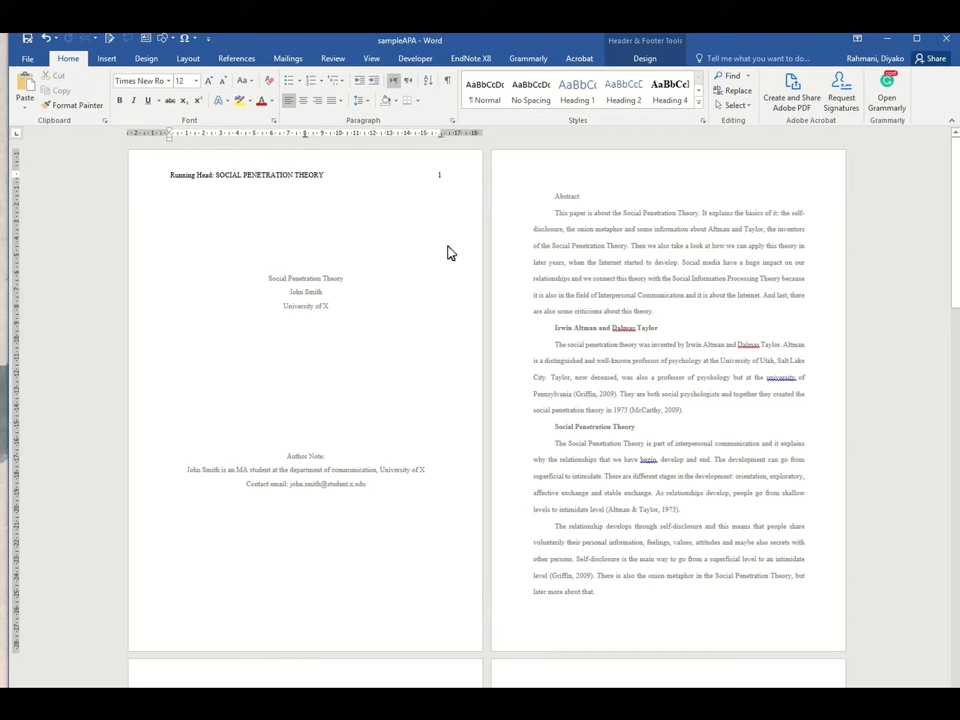 sampleAPA - Word
Header & Footer Tools
File Home Insert Design Layout References Mailings Review View Developer EndNote X8 Grammarly Acrobat Design Tell me what you want to do Rahmani, Diyako Share
Paste
Cut
Copy
Format Painter
Clipboard
Times New Ro 12
B I U abc X₂ X²
Font
Paragraph
AaBbCcDc AaBbCcDc AaBbC AaBbCcD AaBbCcI
¶ Normal No Spacing Heading 1 Heading 2 Heading 4
Styles
Find
Replace
Select
Editing
Create and Share
Adobe PDF
Request
Signatures
Adobe Acrobat
Open
Grammarly
Grammarly
Running Head: SOCIAL PENETRATION THEORY 1
Social Penetration Theory
John Smith
University of X
Author Note:
John Smith is an MA student at the department of communication, University of X
Contact email: john.smith@student.x.edu
Abstract
This paper is about the Social Penetration Theory. It explains the basics of it: the self-
disclosure, the onion metaphor and some information about Altman and Taylor, the inventors
of the Social Penetration Theory. Then we also take a look at how we can apply this theory in
later years, when the Internet started to develop. Social media have a huge impact on our
relationships and we connect this theory with the Social Information Processing Theory because
it is also in the field of Interpersonal Communication and it is about the Internet. And last, there
are also some criticisms about this theory.
Irwin Altman and Dalmas Taylor
The social penetration theory was invented by Irwin Altman and Dalmas Taylor. Altman
is a distinguished and well-known professor of psychology at the University of Utah, Salt Lake
City. Taylor, now deceased, was also a professor of psychology but at the university of
Pennsylvania (Griffin, 2009). They are both social psychologists and together they created the
social penetration theory in 1973 (McCarthy, 2009).
Social Penetration Theory
The Social Penetration Theory is part of interpersonal communication and it explains
why the relationships that we have begin, develop and end. The development can go from
superficial to intimidate. There are different stages in the development: orientation, exploratory,
affective exchange and stable exchange. As relationships develop, people go from shallow
levels to intimidate level (Altman & Taylor, 1973).
The relationship develops through self-disclosure and this means that people share
voluntarily their personal information, feelings, values, attitudes and maybe also secrets with
other persons. Self-disclosure is the main way to go from a superficial level to an intimidate
level (Griffin, 2009). There is also the onion metaphor in the Social Penetration Theory, but
later more about that.